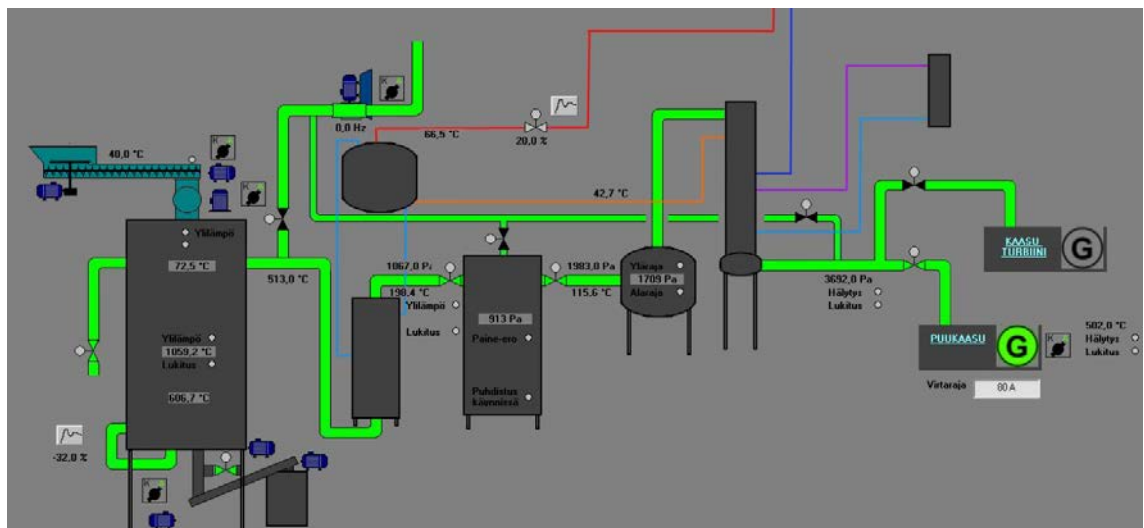 K
0,0 Hz
66,5 °C
20,0 %
40,0 °C
K
K
42,7 °C
Ylilämpö
72,5 °C
513,0 °C
1067,0 Pa
1983,0 Pa
198,4 °C
115,6 °C
Yläraja
1709 Pa
Alaraja
3692,0 Pa
Hälytys
Lukitus
KAASU
TURBIINI
G
Ylilämpö
Lukitus
913 Pa
Paine-ero
Ylilämpö
1059,2 °C
Lukitus
606,7 °C
Puhdistus
käynnissä
PUUKAASU
G
K
502,0 °C
Hälytys
Lukitus
Virtaraja
80 A
-32,0 %
K